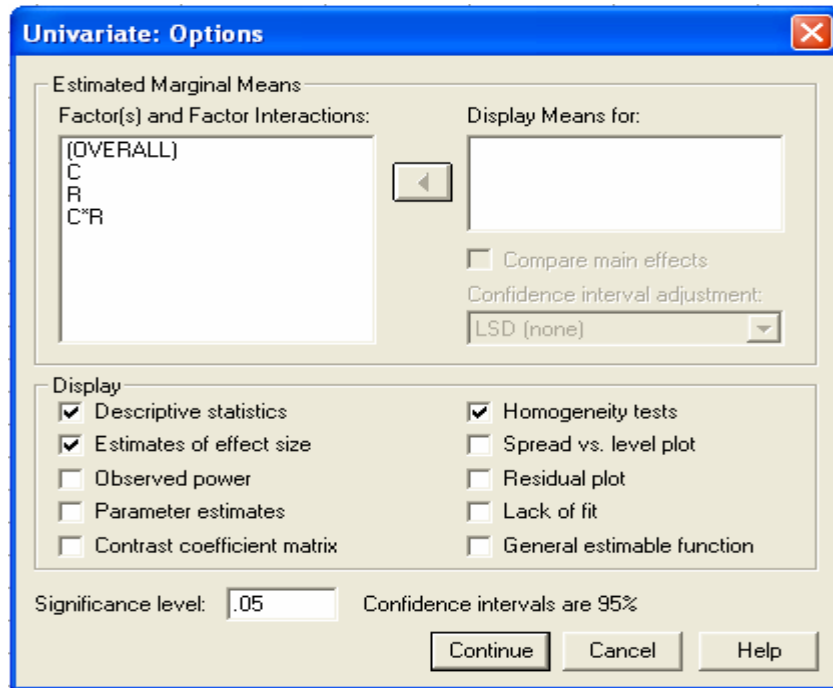 Univariate: Options
Estimated Marginal Means
Factor(s) and Factor Interactions:
(OVERALL)
C
R
C*R
Display Means for:
Compare main effects
Confidence interval adjustment:
LSD (none)
Display
Descriptive statistics
Estimates of effect size
Observed power
Parameter estimates
Contrast coefficient matrix
Homogeneity tests
Spread vs. level plot
Residual plot
Lack of fit
General estimable function
Significance level: .05 Confidence intervals are 95%
Continue Cancel Help